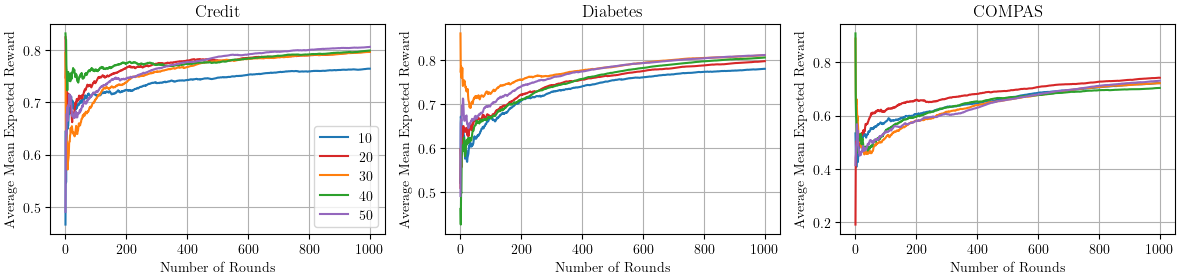 Credit
Average Mean Expected Reward
0.8
0.7
0.6
0.5
0 200 400 600 800 1000
Number of Rounds
10
20
30
40
50
Diabetes
Average Mean Expected Reward
0.8
0.7
0.6
0.5
0 200 400 600 800 1000
Number of Rounds
COMPAS
Average Mean Expected Reward
0.8
0.6
0.4
0.2
0 200 400 600 800 1000
Number of Rounds